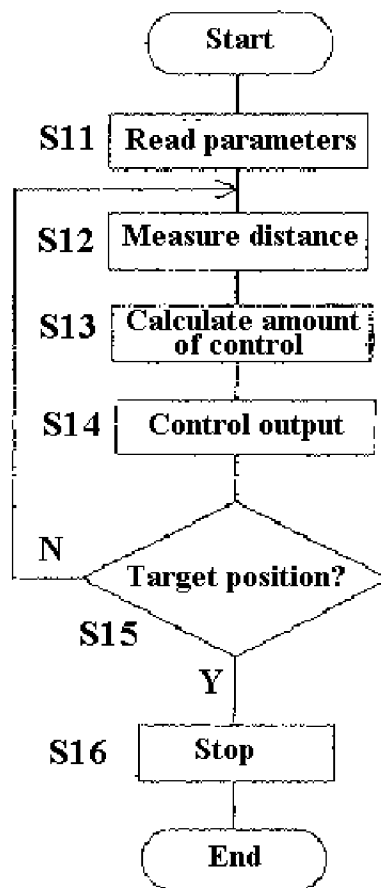 Start
S11
Read parameters
S12
Measure distance
S13
Calculate amount
of control
S14
Control output
N
Target position?
S15
Y
S16
Stop
End